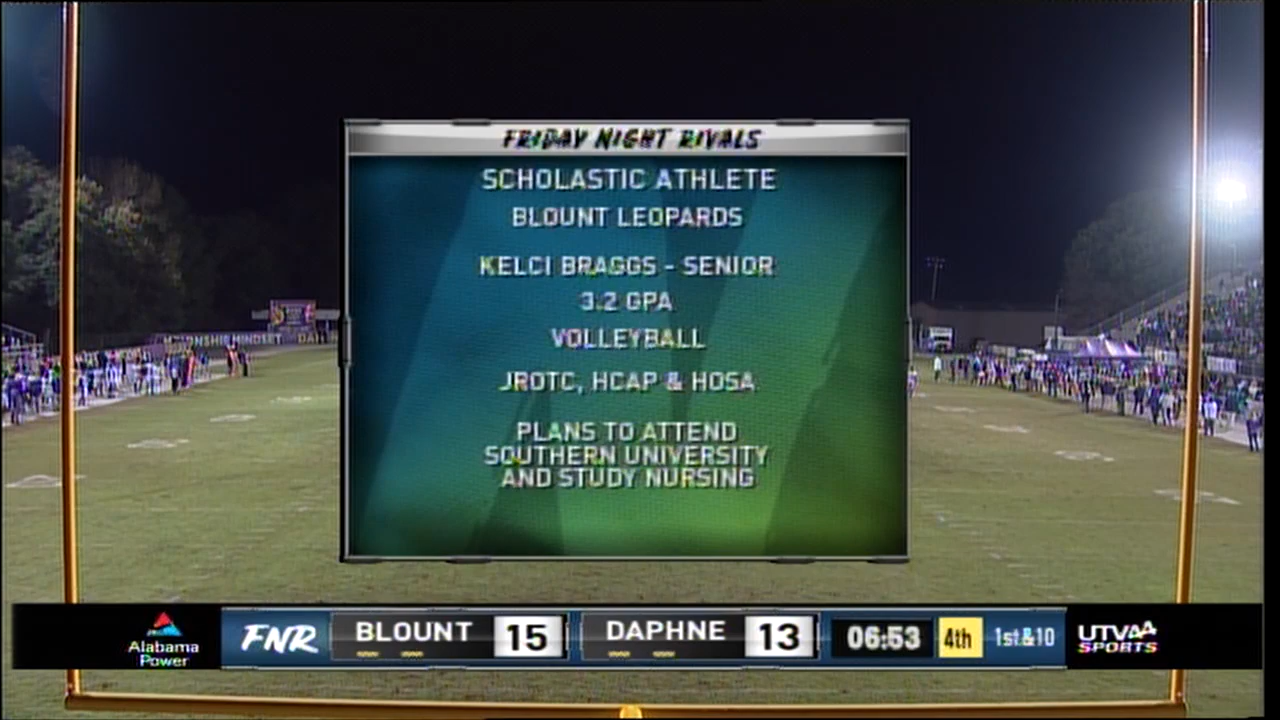 FRIDAY NIGHT RIVALS
SCHOLASTIC ATHLETE
BLOUNT LEOPARDS
KELCI BRAGGS - SENIOR
3.2 GPA
VOLLEYBALL
JROTC, HCAP & HOSA
PLANS TO ATTEND
SOUTHERN UNIVERSITY
AND STUDY NURSING
Alabama
Power
FNR
BLOUNT 15
DAPHNE 13
06:53 4th 1st&10
UTVAA
SPORTS